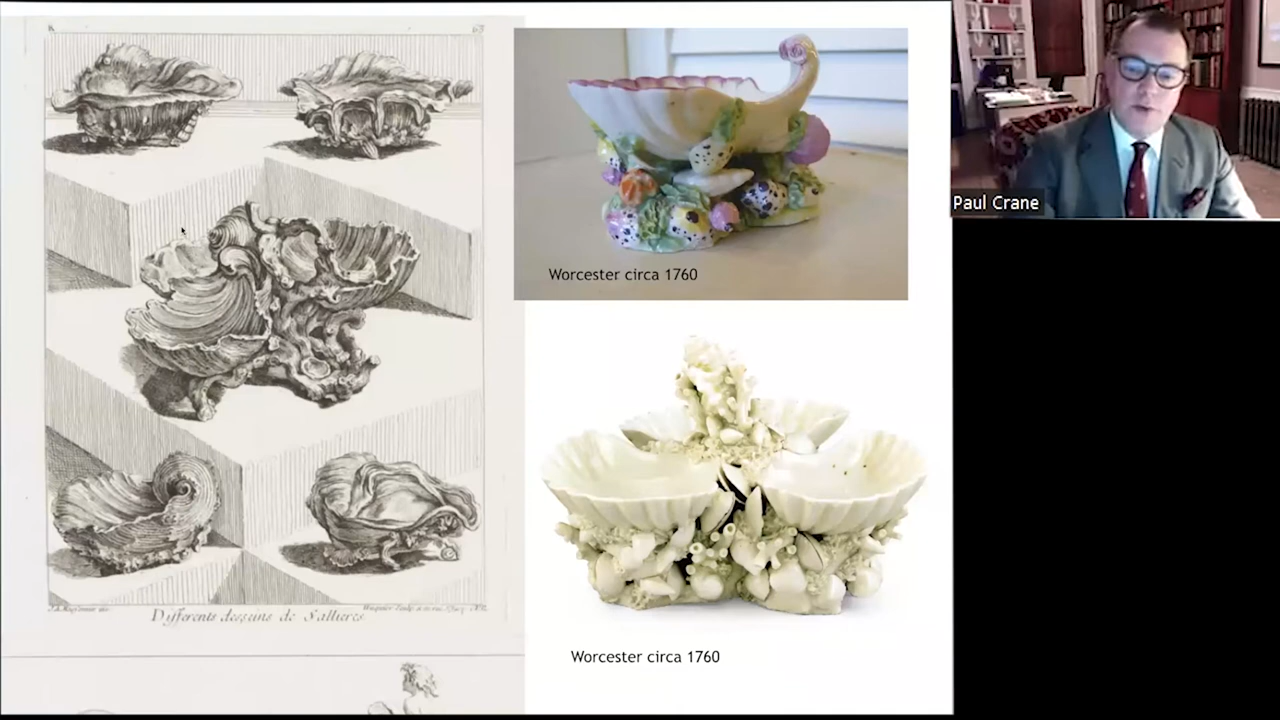 Differents desseins de Sallieres
Worcester circa 1760
Worcester circa 1760
Paul Crane